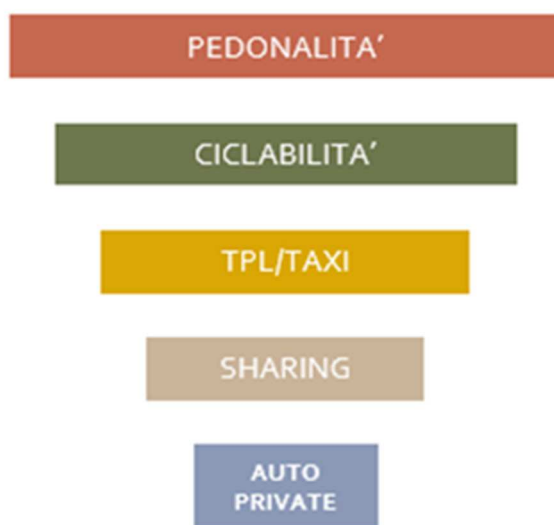 PEDONALITA’
CICLABILITA’
TPL/TAXI
SHARING
AUTO
PRIVATE